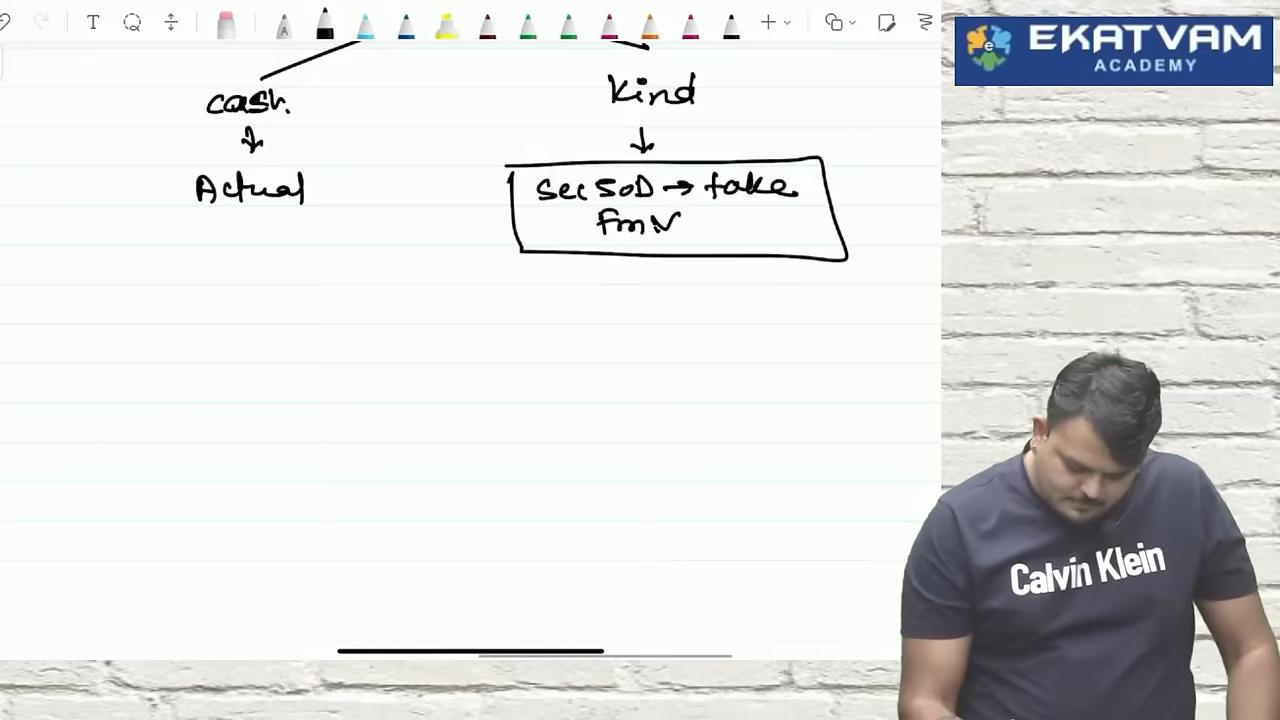 EKATVAM
ACADEMY
cash.
Kind
Actual
Sec 50D → take
FmV
Calvin Klein